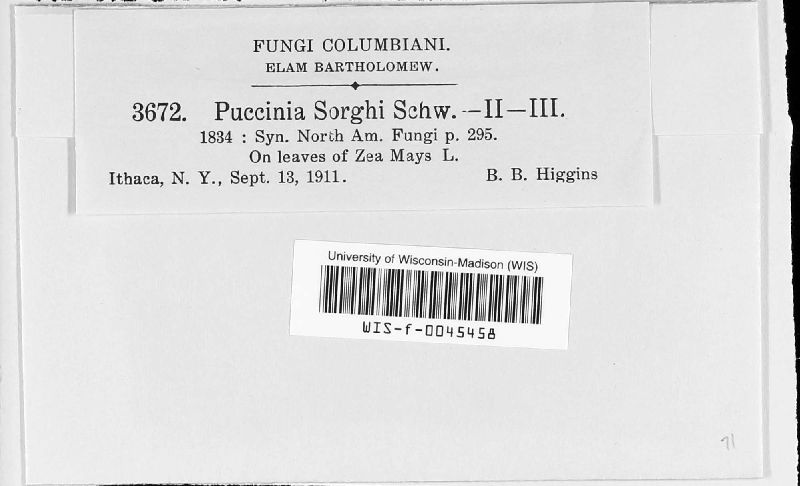 FUNGI COLUMBIANI.
ELAM BARTHOLOMEW.
3672. Puccinia Sorghi Schw.—II—III.
1834 : Syn. North Am. Fungi p. 295.
On leaves of Zea Mays L.
Ithaca, N. Y., Sept. 13, 1911. B. B. Higgins
University of Wisconsin-Madison (WIS)
WIS-f-0045458